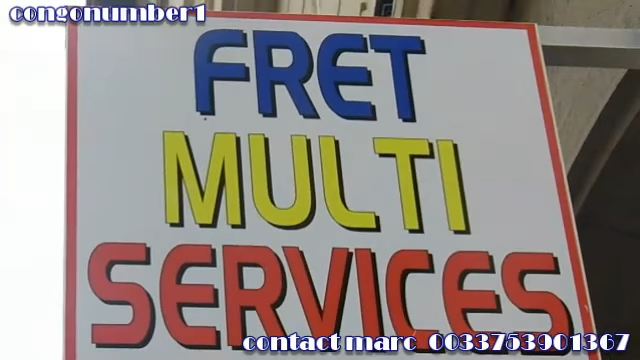 congonumber1
FRET
MULTI
SERVICES
contact marc 0033753901367